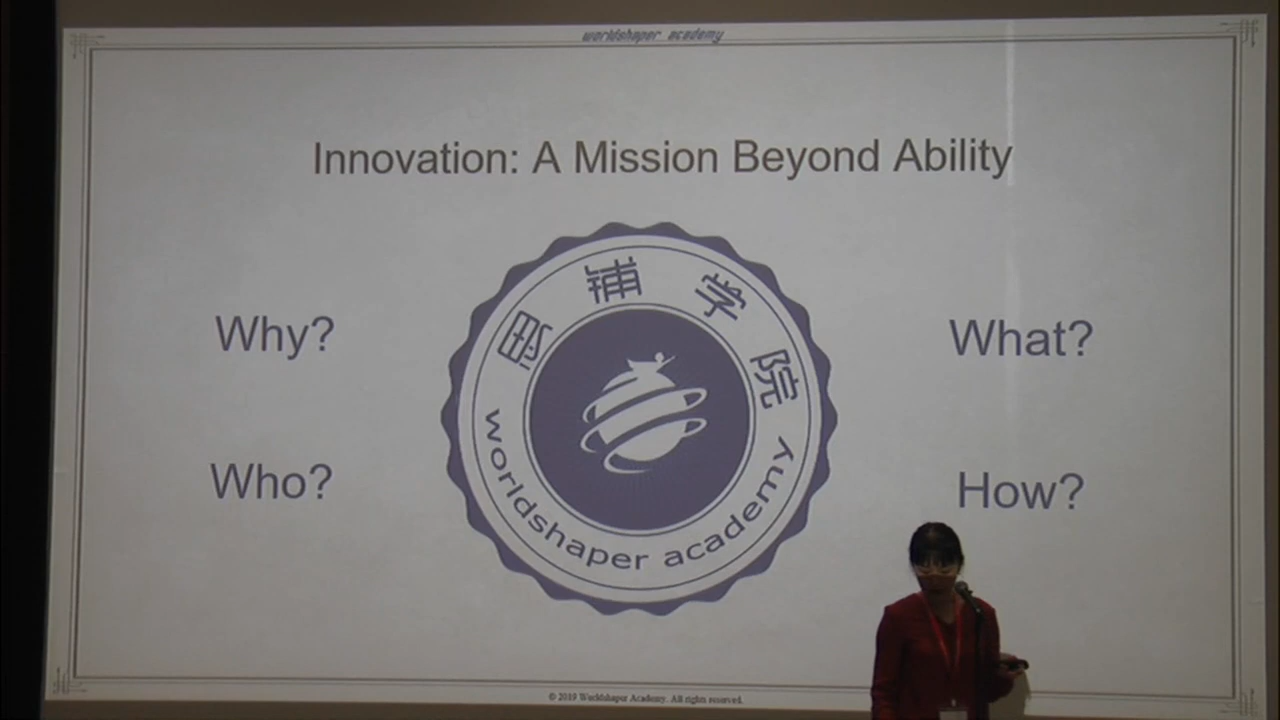 worldshaper academy
Innovation: A Mission Beyond Ability
Why?
What?
Who?
How?
思铺学院
worldshaper academy
© 2019 Worldshaper Academy. All rights reserved.